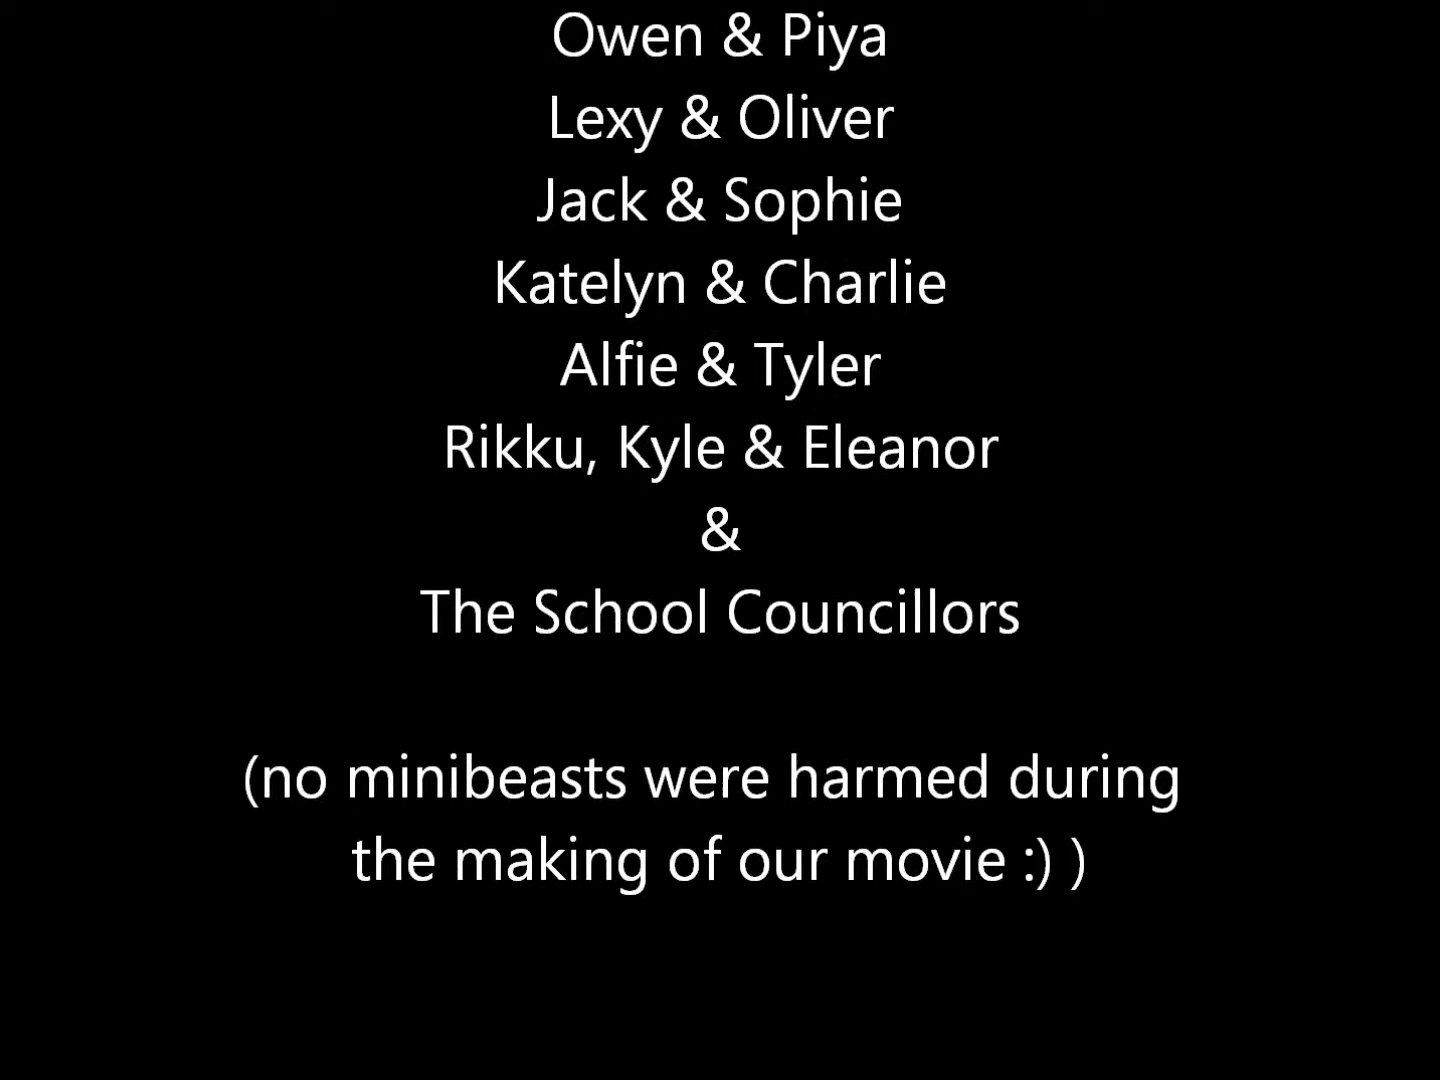 Owen & Piya
Lexy & Oliver
Jack & Sophie
Katelyn & Charlie
Alfie & Tyler
Rikku, Kyle & Eleanor
&
The School Councillors
(no minibeasts were harmed during
the making of our movie :) )